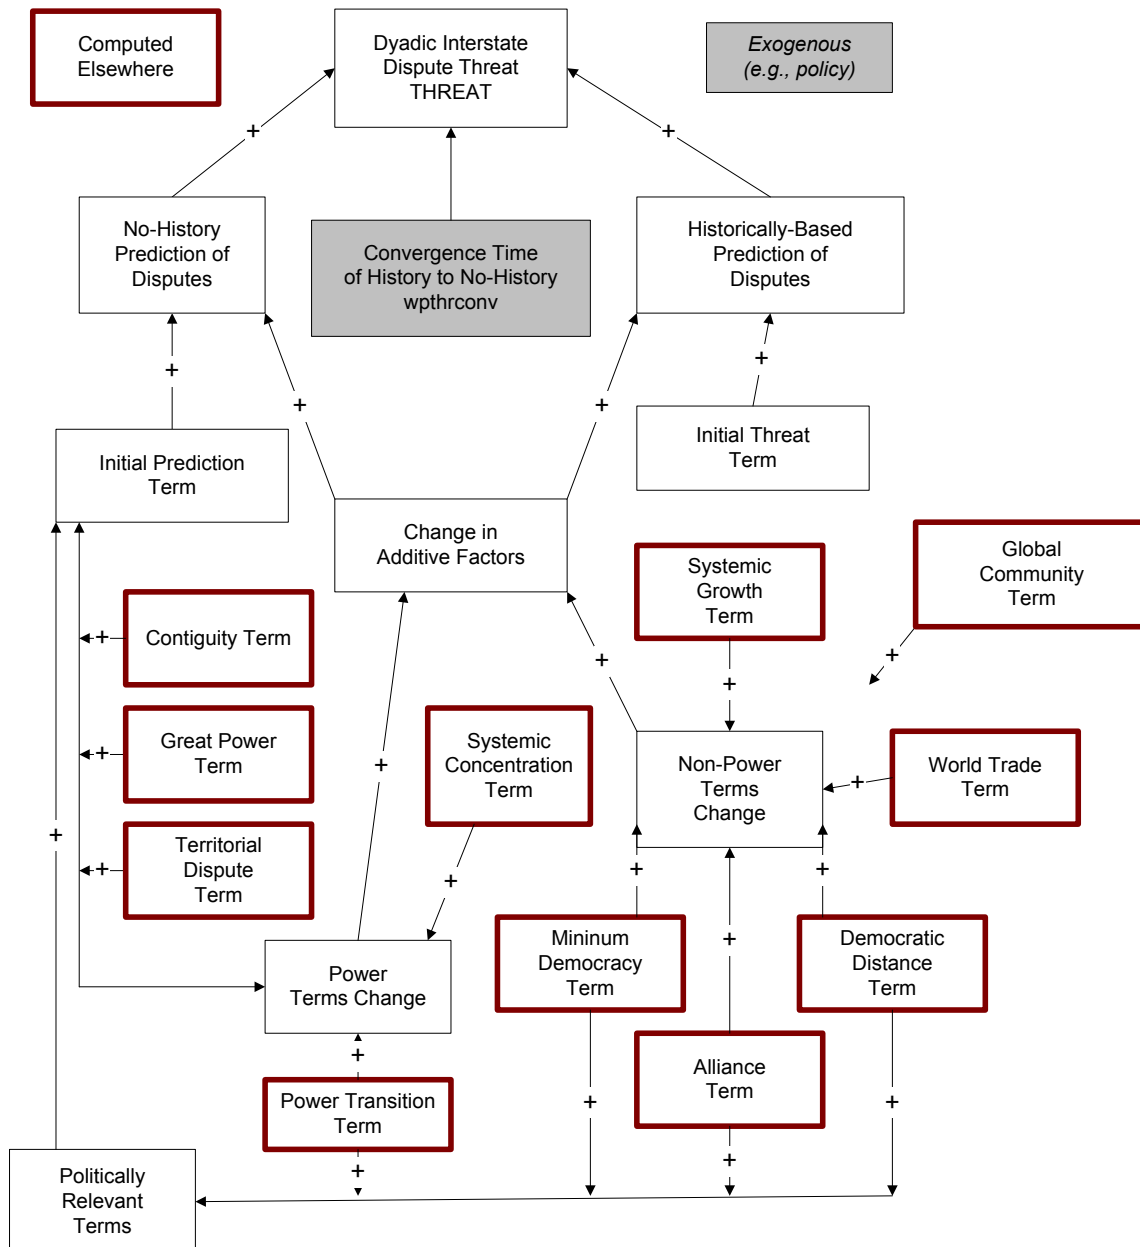 Computed
Elsewhere
Dyadic Interstate
Dispute Threat
THREAT
Exogenous
(e.g., policy)
+
+
No-History
Prediction of
Disputes
Convergence Time
of History to No-History
wpthrconv
Historically-Based
Prediction of
Disputes
+
+
+
+
Initial Prediction
Term
Initial Threat
Term
Change in
Additive Factors
Systemic
Growth
Term
Global
Community
Term
Contiguity Term
+
+
+
+
Great Power
Term
+
Systemic
Concentration
Term
Non-Power
Terms
Change
World Trade
Term
+
+
+
Territorial
Dispute
Term
+
+
+
+
+
Mininum
Democracy
Term
+
Democratic
Distance
Term
Power
Terms Change
+
Alliance
Term
Power Transition
Term
+
+
+
+
Politically
Relevant
Terms